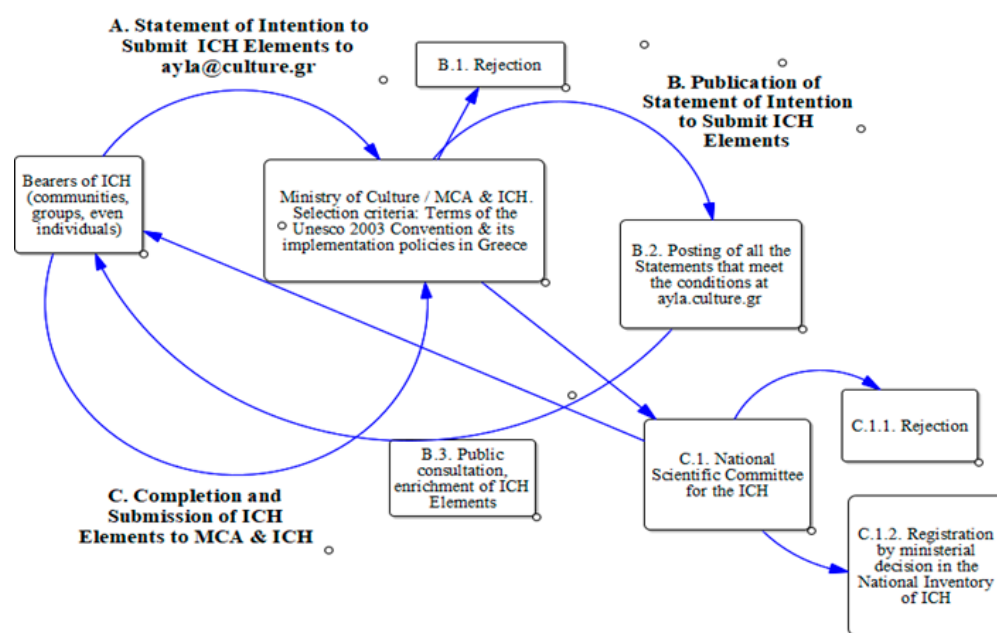 A. Statement of Intention to
Submit ICH Elements to
ayla@culture.gr
B.1. Rejection
B. Publication of
Statement of Intention
to Submit ICH
Elements
Bearers of ICH
(communities,
groups, even
individuals)
Ministry of Culture / MCA & ICH.
Selection criteria: Terms of the
Unesco 2003 Convention & its
implementation policies in Greece
B.2. Posting of all the
Statements that meet
the conditions at
ayla.culture.gr
C.1.1. Rejection
B.3. Public
consultation,
enrichment of ICH
Elements
C.1. National
Scientific Committee
for the ICH
C. Completion and
Submission of ICH
Elements to MCA & ICH
C.1.2. Registration
by ministerial
decision in the
National Inventory
of ICH